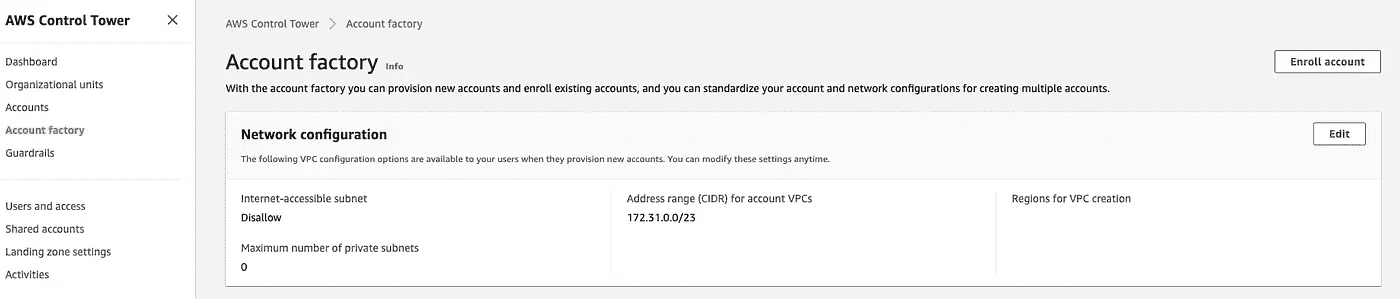 AWS Control Tower
Dashboard
Organizational units
Accounts
Account factory
Guardrails
Users and access
Shared accounts
Landing zone settings
Activities
AWS Control Tower > Account factory
Account factory Info
Enroll account
With the account factory you can provision new accounts and enroll existing accounts, and you can standardize your account and network configurations for creating multiple accounts.
Network configuration
Edit
The following VPC configuration options are available to your users when they provision new accounts. You can modify these settings anytime.
Internet-accessible subnet
Disallow
Maximum number of private subnets
0
Address range (CIDR) for account VPCs
172.31.0.0/23
Regions for VPC creation